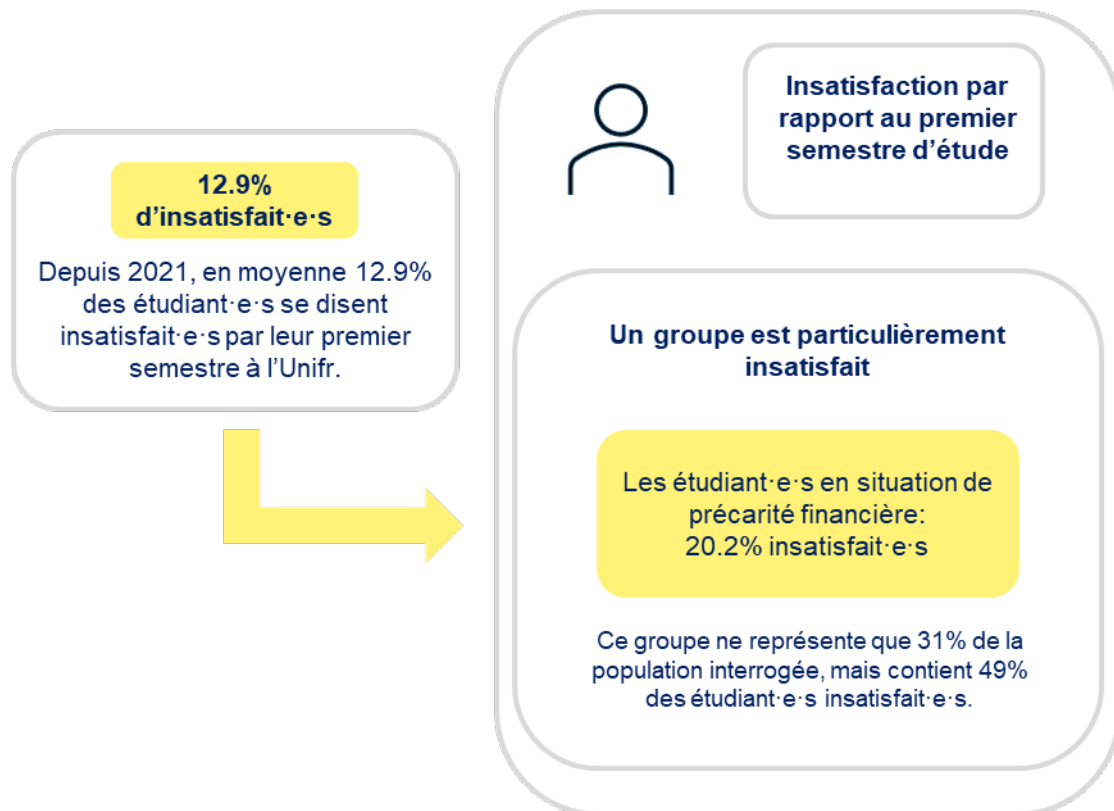 12.9%
d’insatisfait·e·s
Depuis 2021, en moyenne 12.9%
des étudiant·e·s se disent
insatisfait·e·s par leur premier
semestre à l’Unifr.
Insatisfaction par
rapport au premier
semestre d’étude
Un groupe est particulièrement
insatisfait
Les étudiant·e·s en situation de
précarité financière:
20.2% insatisfait·e·s
Ce groupe ne représente que 31% de la
population interrogée, mais contient 49%
des étudiant·e·s insatisfait·e·s.